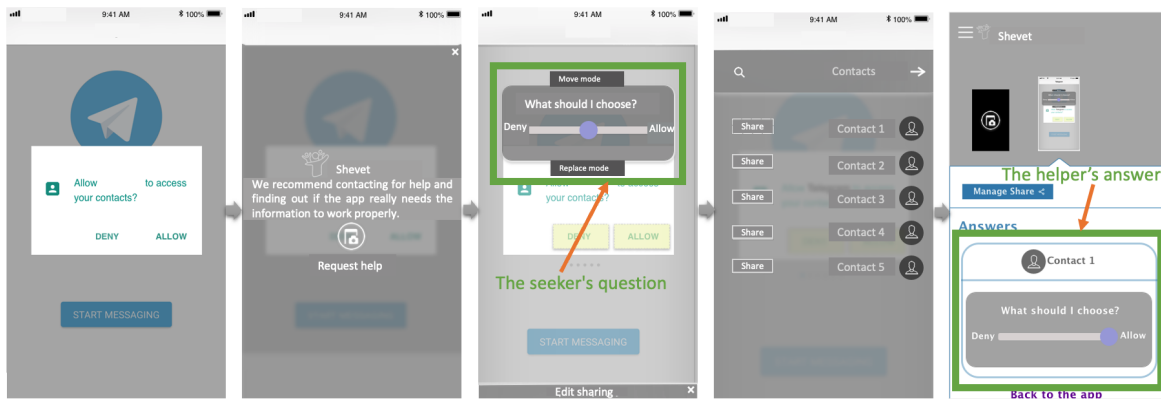 9:41 AM
100%
Allow to access
your contacts?
DENY ALLOW
START MESSAGING
9:41 AM
100%
×
Shevet
We recommend contacting for help and
finding out if the app really needs the
information to work properly.
Request help
9:41 AM
100%
Move mode
What should I choose?
Deny Allow
Replace mode
Allow to access
your contacts?
DENY ALLOW
The seeker's question
START MESSAGING
Edit sharing ×
9:41 AM
100%
Contacts
Share Contact 1
Share Contact 2
Share Contact 3
Share Contact 4
Share Contact 5
Shevet
The helper's answer
Manage Share
Answers
Contact 1
What should I choose?
Deny Allow
Back to the app